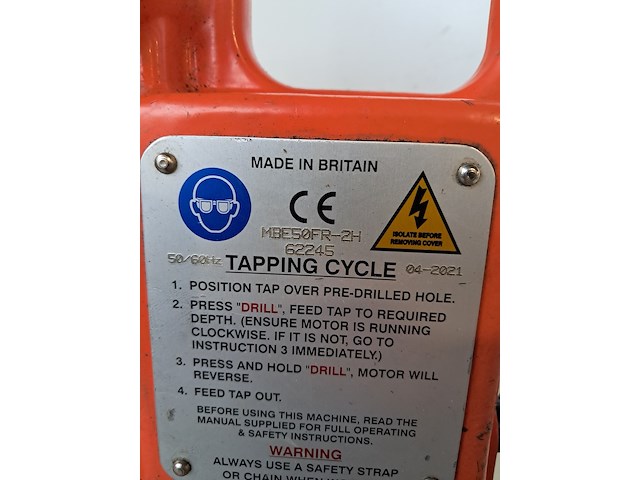 MADE IN BRITAIN
CE
MBE50FR-2H
62245
ISOLATE BEFORE
REMOVING COVER
50/60Hz
TAPPING CYCLE
04-2021
1. POSITION TAP OVER PRE-DRILLED HOLE.
2. PRESS "DRILL", FEED TAP TO REQUIRED
DEPTH. (ENSURE MOTOR IS RUNNING
CLOCKWISE. IF IT IS NOT, GO TO
INSTRUCTION 3 IMMEDIATELY.)
3. PRESS AND HOLD "DRILL", MOTOR WILL
REVERSE.
4. FEED TAP OUT.
BEFORE USING THIS MACHINE, READ THE
MANUAL SUPPLIED FOR FULL OPERATING
& SAFETY INSTRUCTIONS.
WARNING
ALWAYS USE A SAFETY STRAP
OR CHAIN WHEN